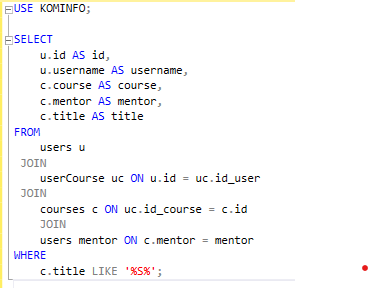 USE KOMINFO;
SELECT
u.id AS id,
u.username AS username,
c.course AS course,
c.mentor AS mentor,
c.title AS title
FROM
users u
JOIN
userCourse uc ON u.id = uc.id_user
JOIN
courses c ON uc.id_course = c.id
JOIN
users mentor ON c.mentor = mentor
WHERE
c.title LIKE '%S%';